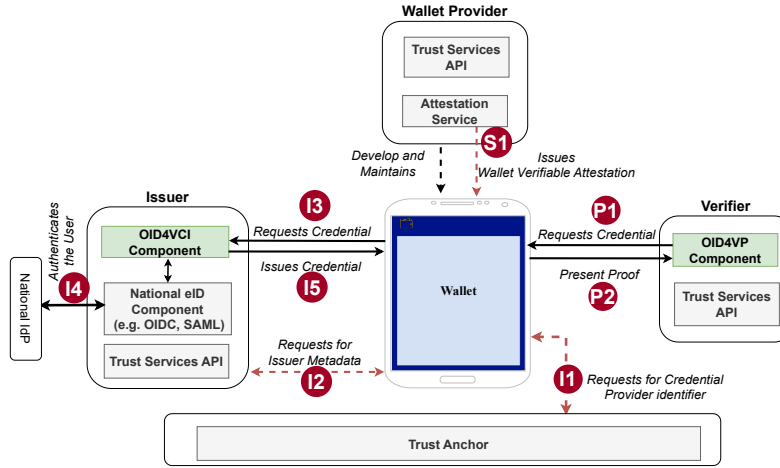 Wallet Provider
Trust Services
API
Attestation
Service
S1
Develop and
Maintains
Issues
Wallet Verifiable Attestation
Issuer
I3
Requests Credential
OID4VCI
Component
Issues Credential
I5
Authenticates
the User
I4
National IdP
National eID
Component
(e.g. OIDC, SAML)
Trust Services API
Requests for
Issuer Metadata
I2
Wallet
P1
Requests Credential
Present Proof
P2
Verifier
OID4VP
Component
Trust Services
API
I1
Requests for Credential
Provider identifier
Trust Anchor